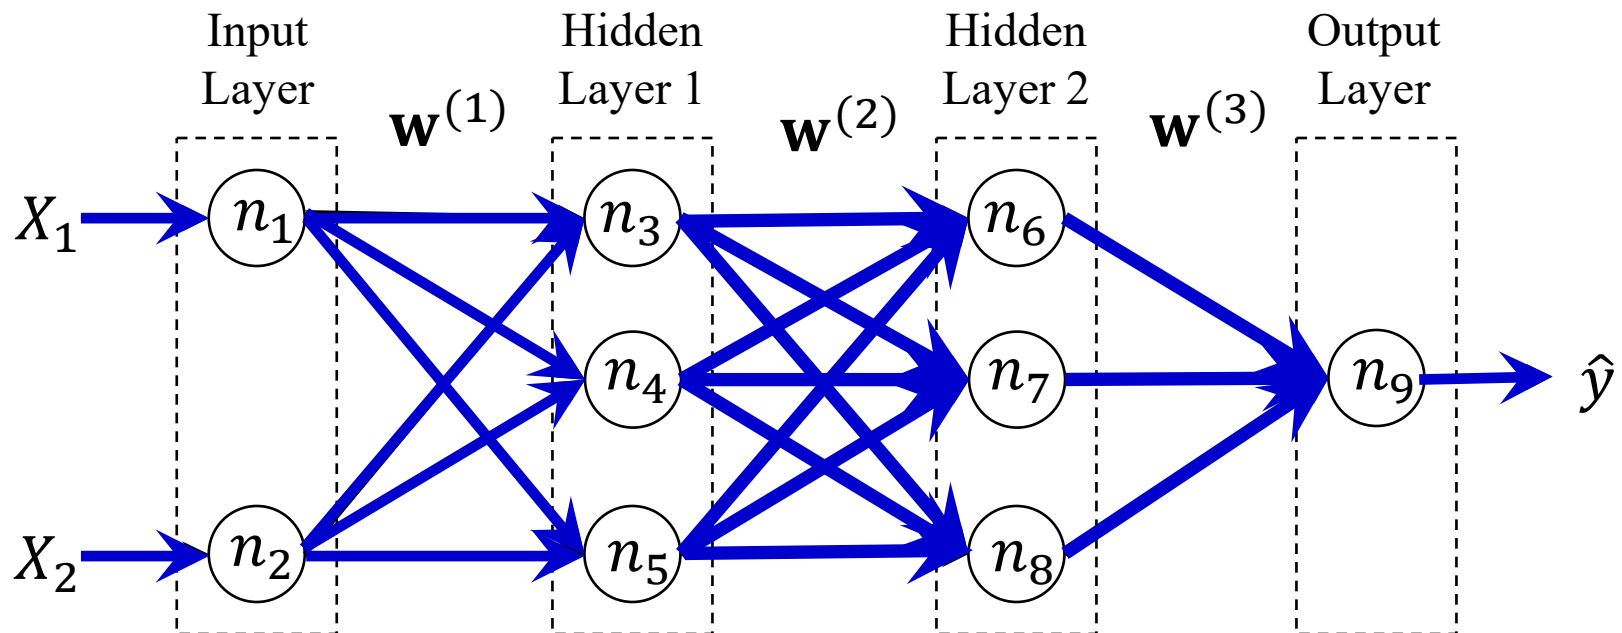 Input Layer
Hidden Layer 1
Hidden Layer 2
Output Layer
𝐰⁽¹⁾
𝐰⁽²⁾
𝐰⁽³⁾
X₁
n₁
n₃
n₆
n₄
n₇
n₉
ŷ
X₂
n₂
n₅
n₈